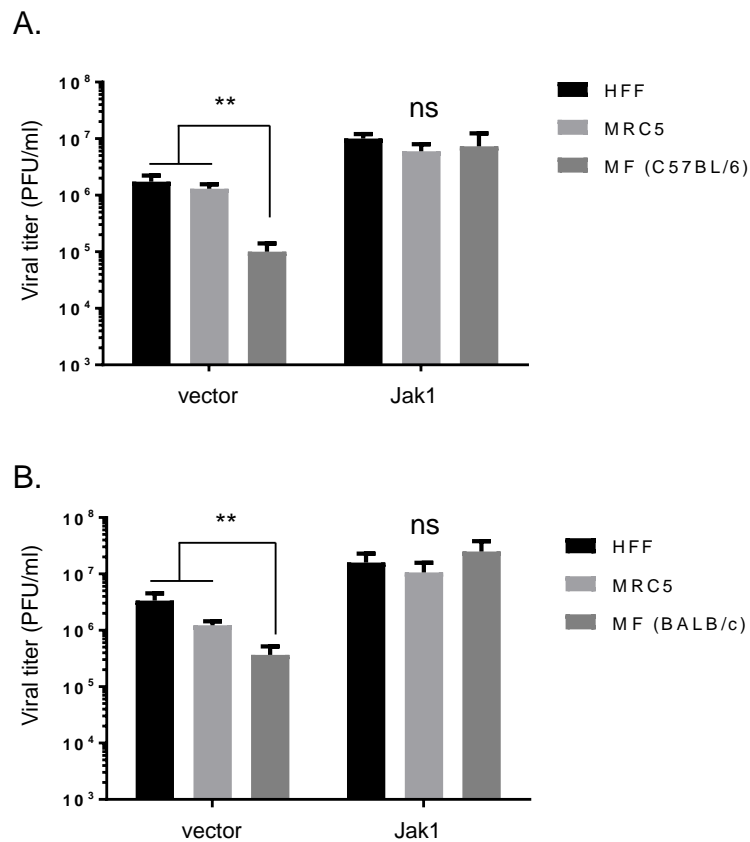 A.
Viral titer (PFU/ml)
10⁸
10⁷
10⁶
10⁵
10⁴
10³
**
ns
vector
Jak1
HFF
MRC5
MF (C57BL/6)
B.
Viral titer (PFU/ml)
10⁸
10⁷
10⁶
10⁵
10⁴
10³
**
ns
vector
Jak1
HFF
MRC5
MF (BALB/c)